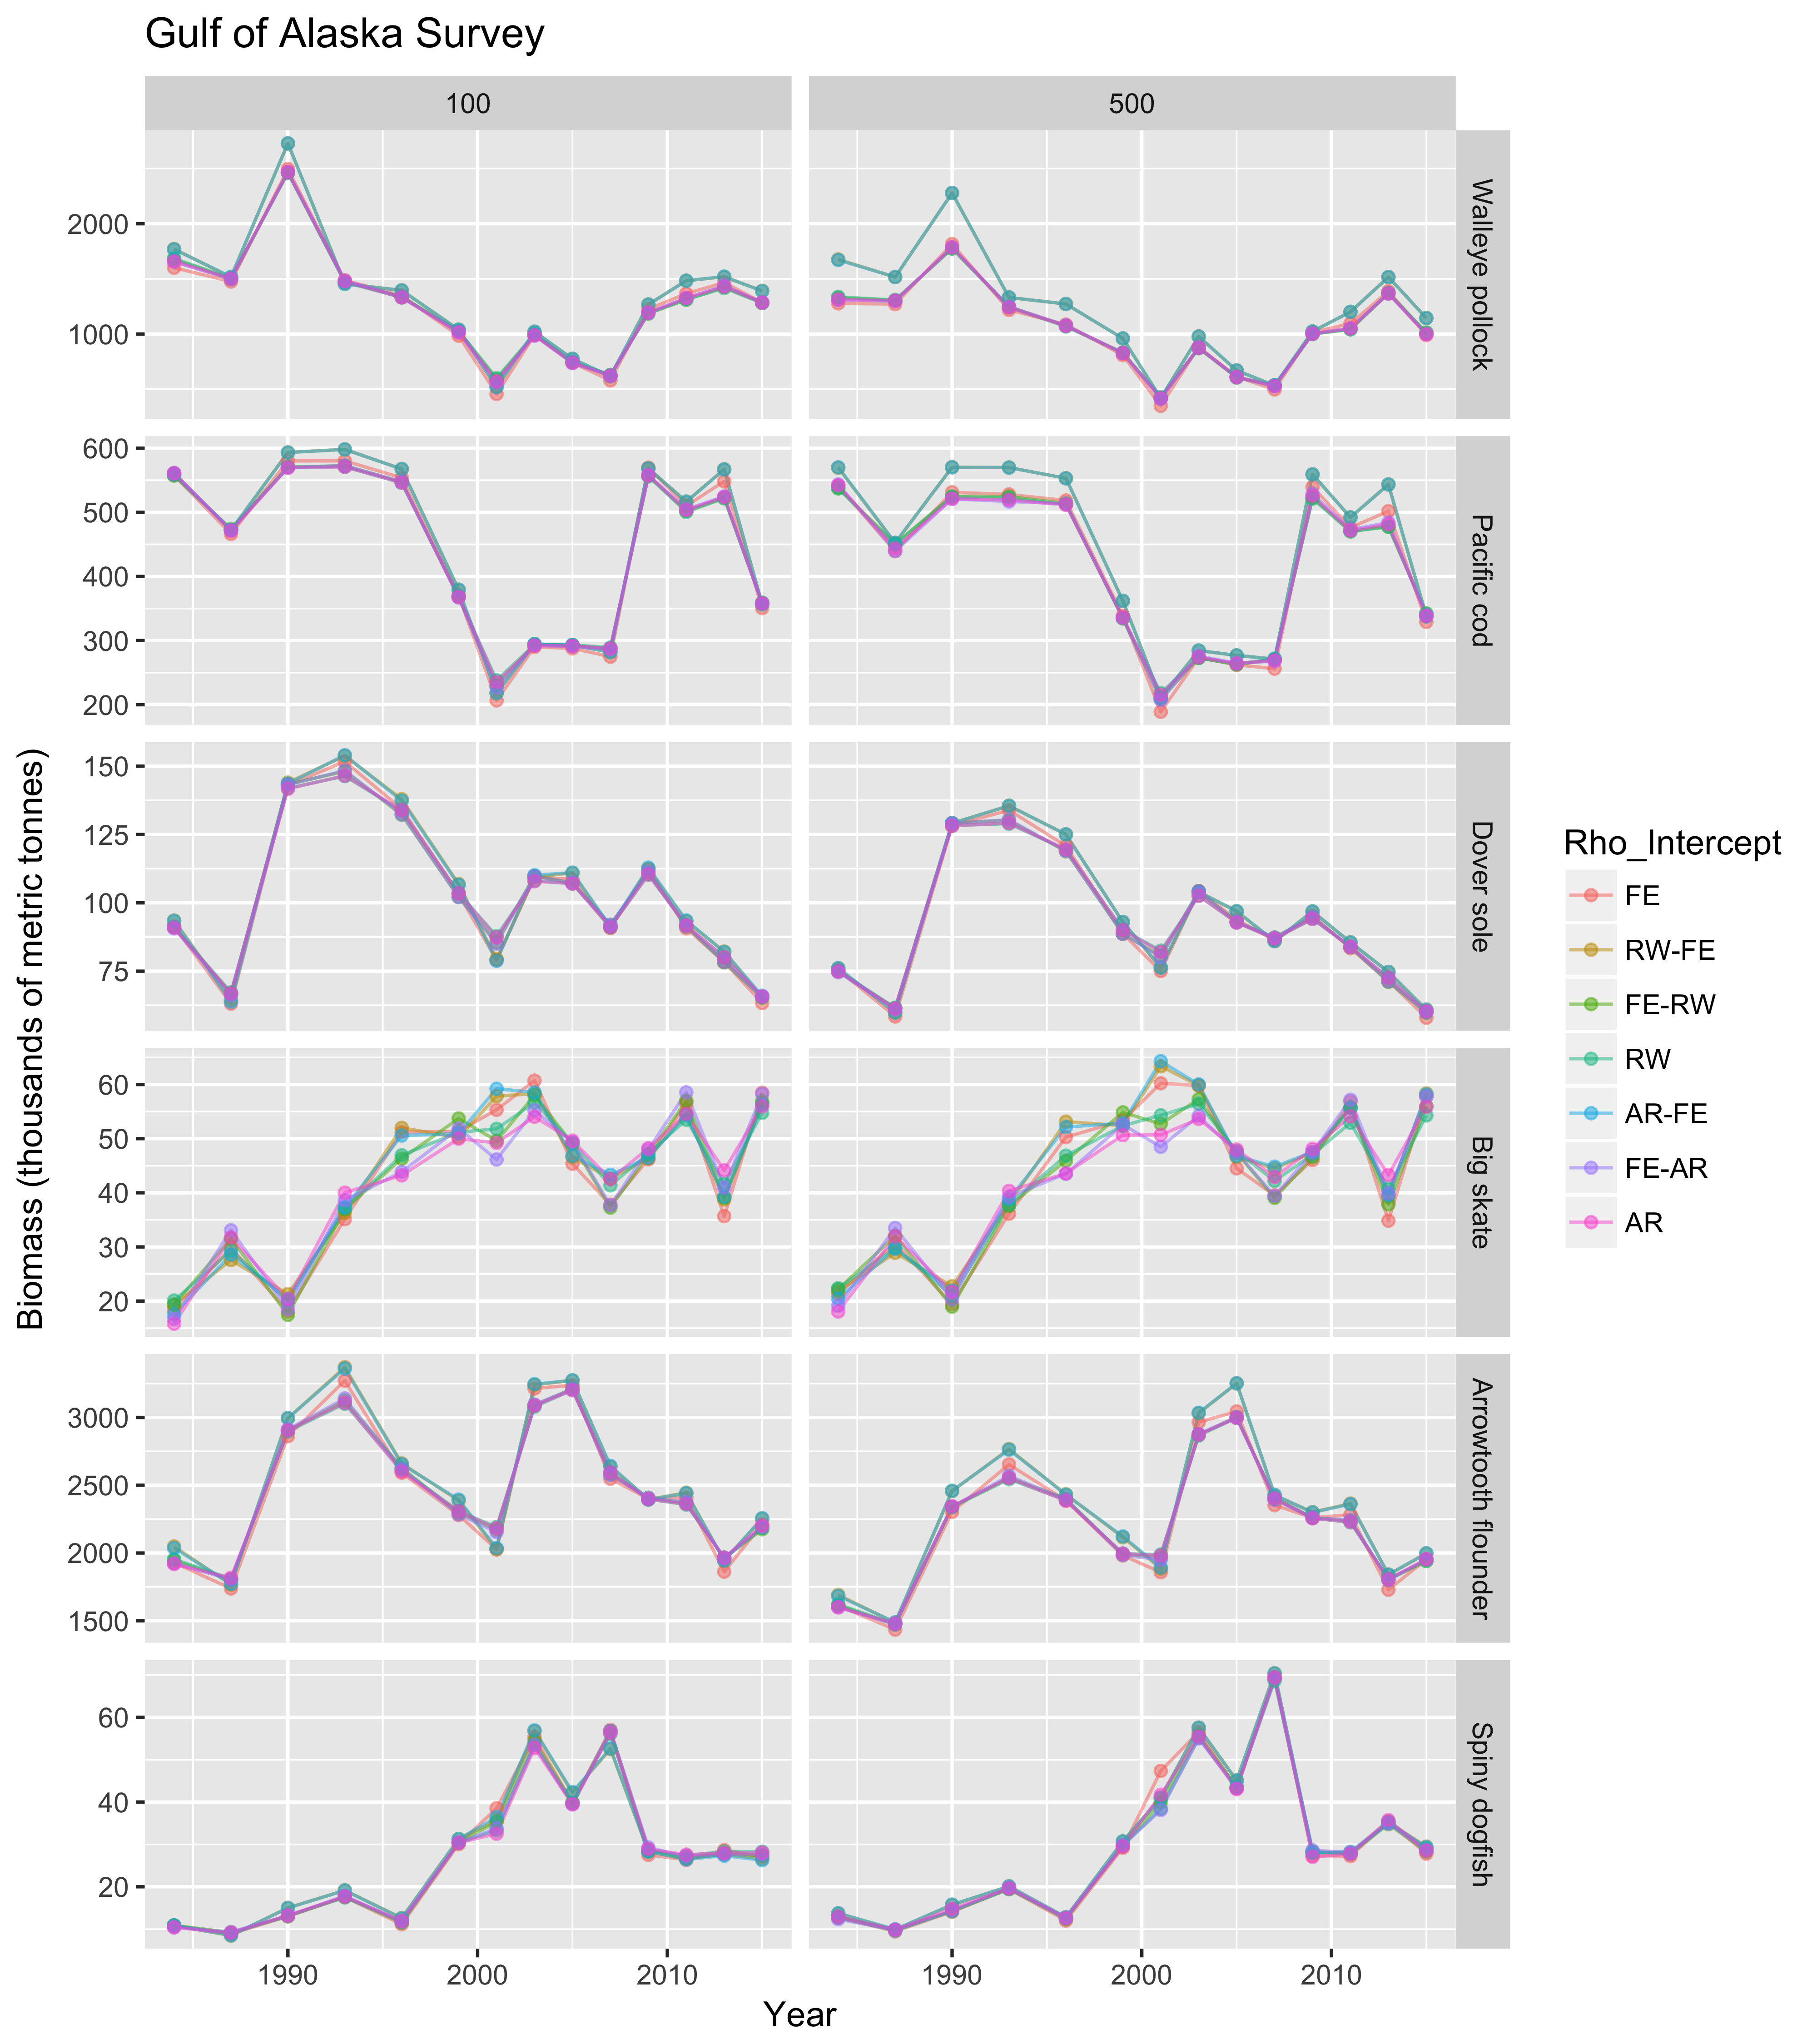 Gulf of Alaska Survey
100
500
2000
1000
Walleye pollock
600
500
400
300
200
Pacific cod
150
125
100
75
Dover sole
60
50
40
30
20
Big skate
3000
2500
2000
1500
Arrowtooth flounder
60
40
20
Spiny dogfish
1990
2000
2010
1990
2000
2010
Year
Biomass (thousands of metric tonnes)
Rho_Intercept
FE
RW-FE
FE-RW
RW
AR-FE
FE-AR
AR